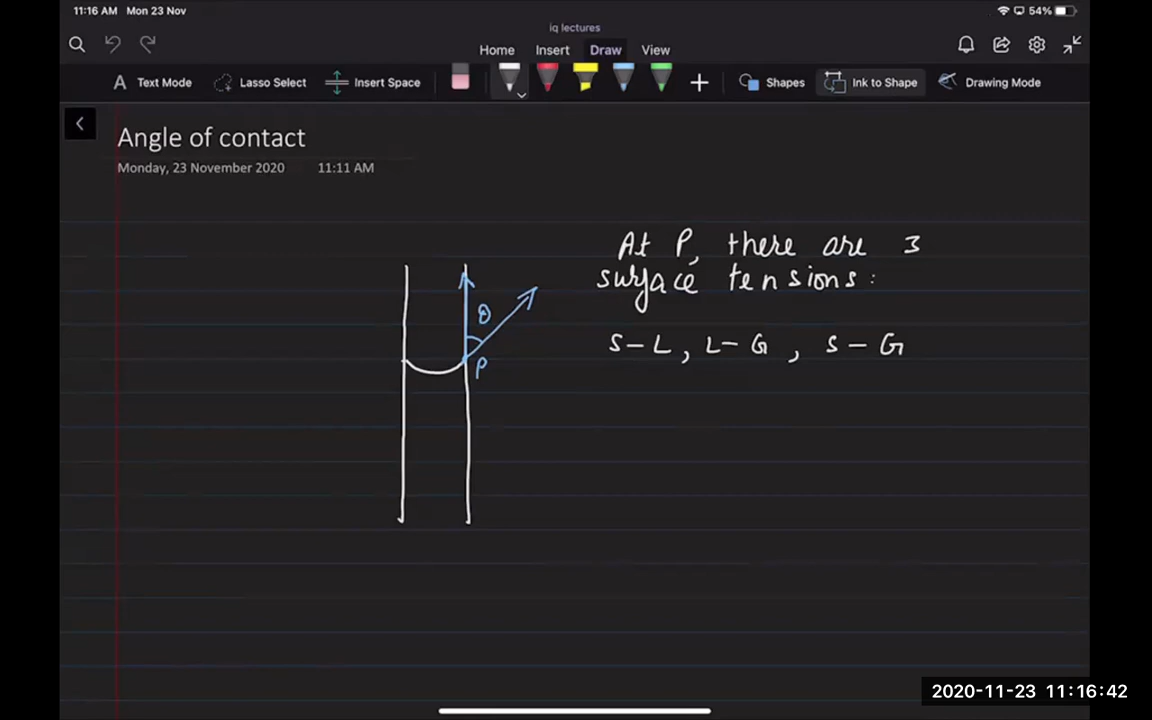 11:16 AM Mon 23 Nov
54%
iq lectures
Home Insert Draw View
Text Mode Lasso Select Insert Space Shapes Ink to Shape Drawing Mode
Angle of contact
Monday, 23 November 2020 11:11 AM
At P, there are 3
surface tensions:
S-L, L-G, S-G
θ
P
2020-11-23 11:16:42